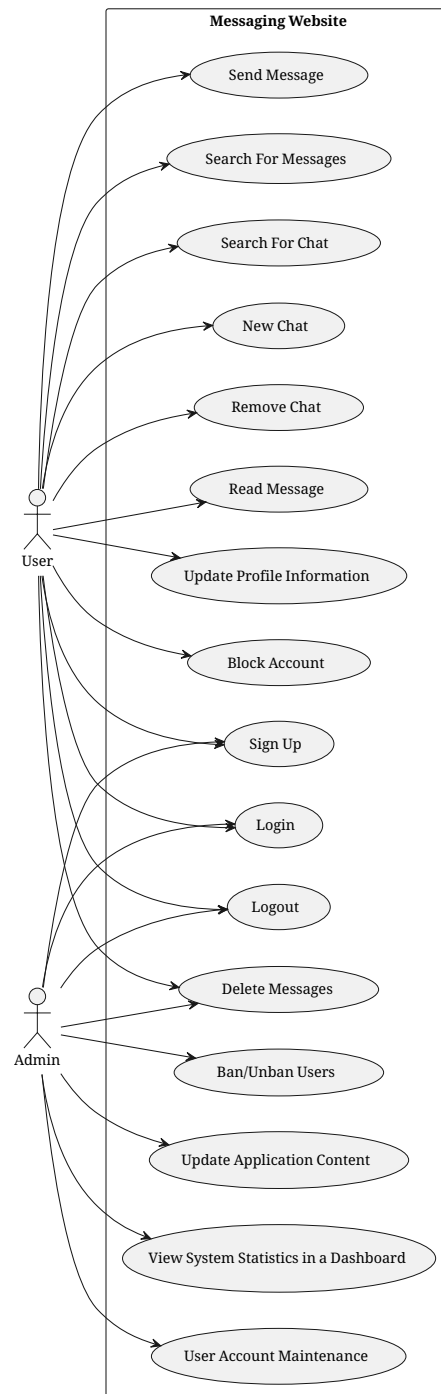 Messaging Website
Send Message
Search For Messages
Search For Chat
New Chat
Remove Chat
Read Message
User
Update Profile Information
Block Account
Sign Up
Login
Logout
Delete Messages
Admin
Ban/Unban Users
Update Application Content
View System Statistics in a Dashboard
User Account Maintenance